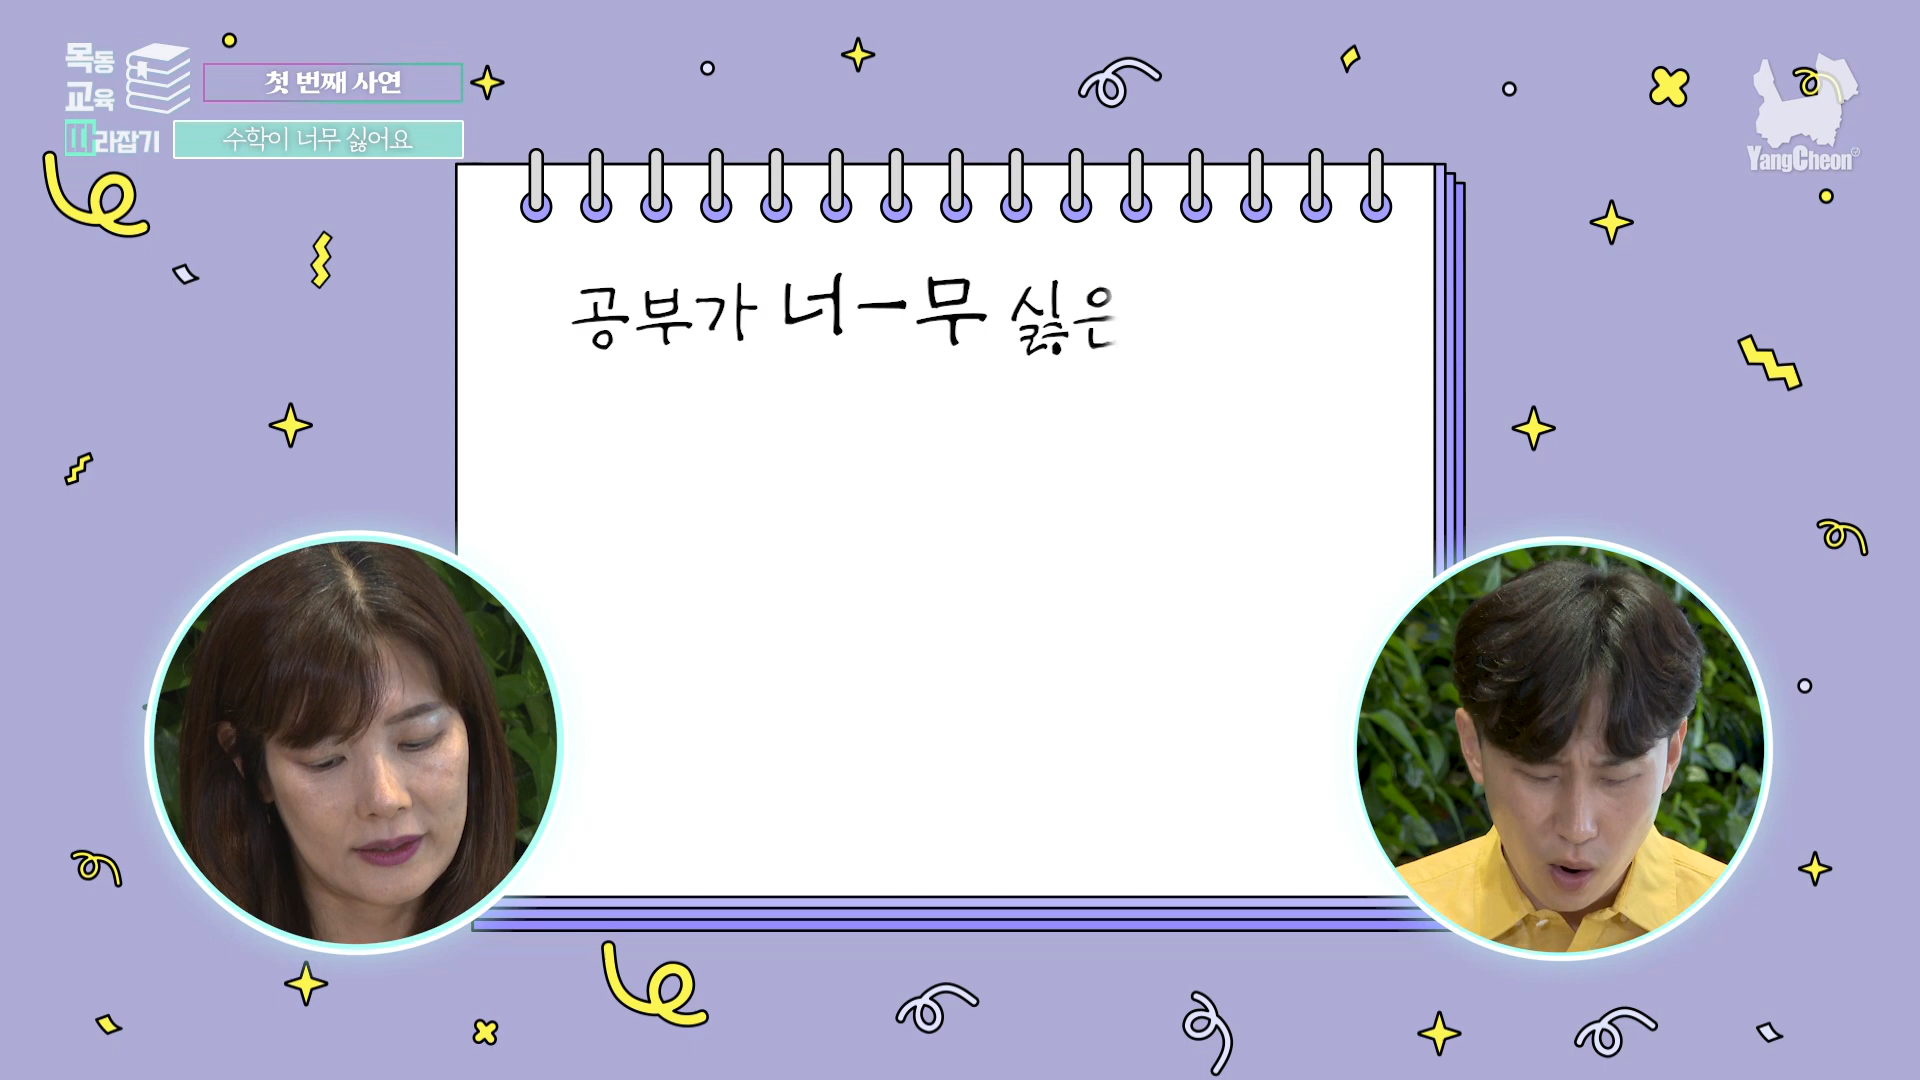 목동
교육
따라잡기
첫 번째 사연
수학이 너무 싫어요
YangCheon
공부가 너-무 싫은